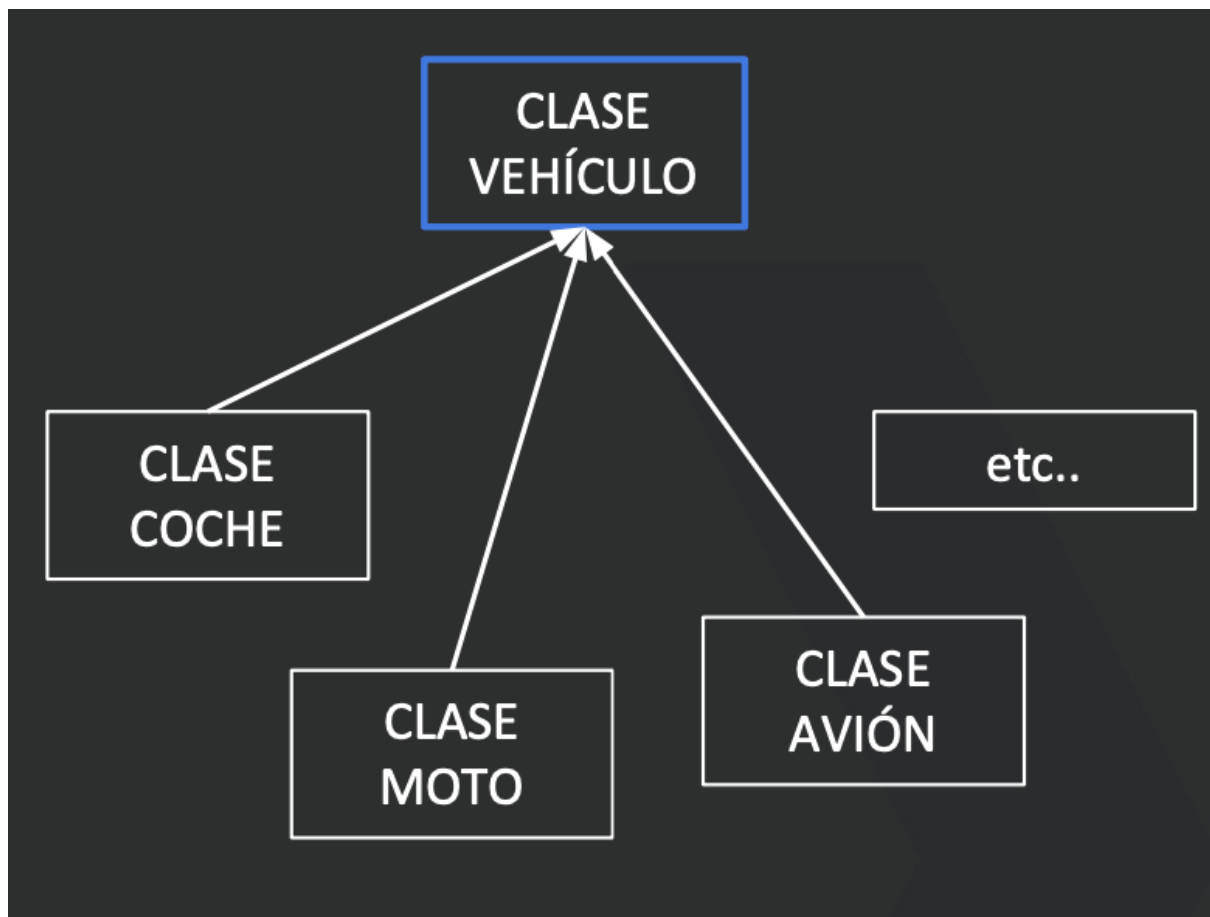 CLASE
VEHÍCULO
CLASE
COCHE
etc..
CLASE
MOTO
CLASE
AVIÓN